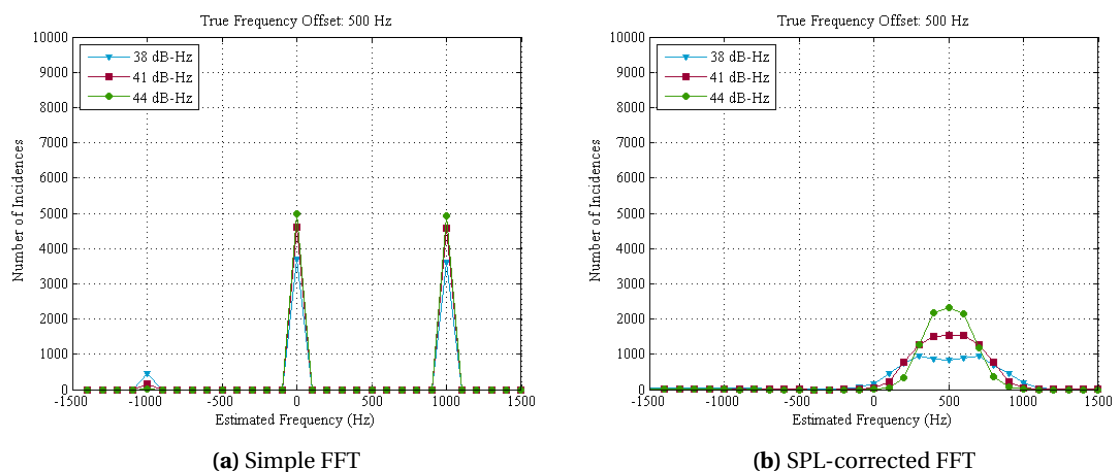 True Frequency Offset: 500 Hz
10000
9000
8000
7000
6000
5000
4000
3000
2000
1000
0
Number of Incidences
38 dB-Hz
41 dB-Hz
44 dB-Hz
-1500 -1000 -500 0 500 1000 1500
Estimated Frequency (Hz)
(a) Simple FFT
True Frequency Offset: 500 Hz
10000
9000
8000
7000
6000
5000
4000
3000
2000
1000
0
Number of Incidences
38 dB-Hz
41 dB-Hz
44 dB-Hz
-1500 -1000 -500 0 500 1000 1500
Estimated Frequency (Hz)
(b) SPL-corrected FFT